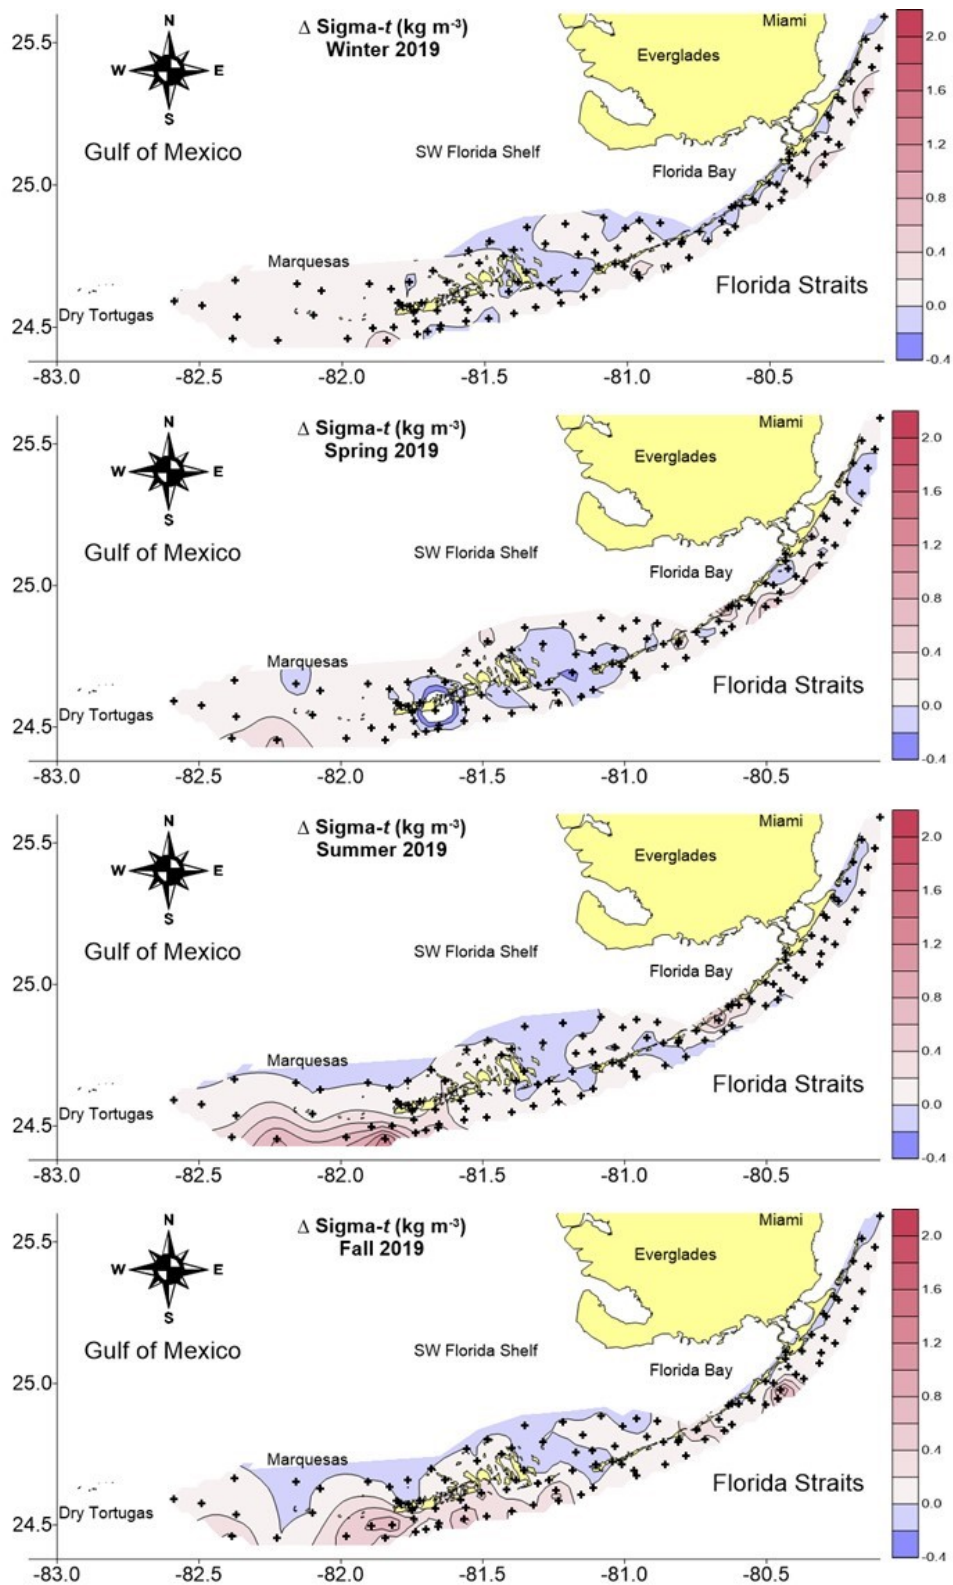 Δ Sigma-t (kg m-3)
Winter 2019
N
W E
S
Gulf of Mexico
SW Florida Shelf
Everglades
Miami
Florida Bay
Marquesas
Dry Tortugas
Florida Straits
25.5
25.0
24.5
-83.0 -82.5 -82.0 -81.5 -81.0 -80.5
2.0
1.6
1.2
0.8
0.4
0.0
-0.4
Δ Sigma-t (kg m-3)
Spring 2019
N
W E
S
Gulf of Mexico
SW Florida Shelf
Everglades
Miami
Florida Bay
Marquesas
Dry Tortugas
Florida Straits
25.5
25.0
24.5
-83.0 -82.5 -82.0 -81.5 -81.0 -80.5
2.0
1.6
1.2
0.8
0.4
0.0
-0.4
Δ Sigma-t (kg m-3)
Summer 2019
N
W E
S
Gulf of Mexico
SW Florida Shelf
Everglades
Miami
Florida Bay
Marquesas
Dry Tortugas
Florida Straits
25.5
25.0
24.5
-83.0 -82.5 -82.0 -81.5 -81.0 -80.5
2.0
1.6
1.2
0.8
0.4
0.0
-0.4
Δ Sigma-t (kg m-3)
Fall 2019
N
W E
S
Gulf of Mexico
SW Florida Shelf
Everglades
Miami
Florida Bay
Marquesas
Dry Tortugas
Florida Straits
25.5
25.0
24.5
-83.0 -82.5 -82.0 -81.5 -81.0 -80.5
2.0
1.6
1.2
0.8
0.4
0.0
-0.4